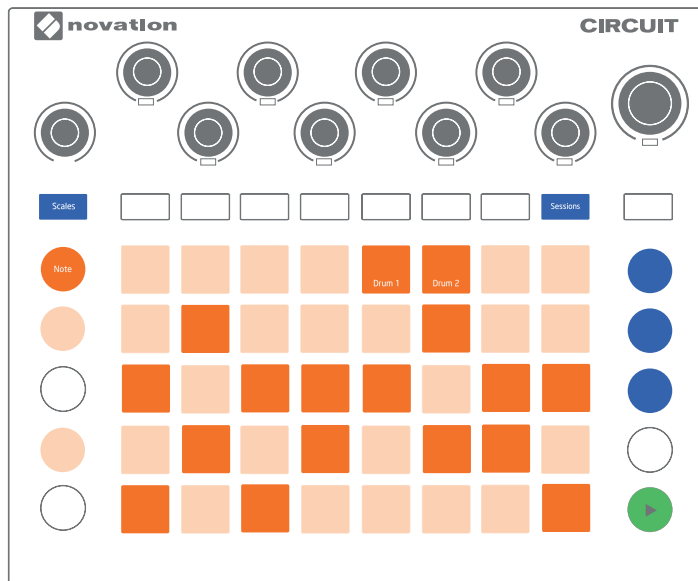 novation
CIRCUIT
Scales
Sessions
Note
Drum 1
Drum 2